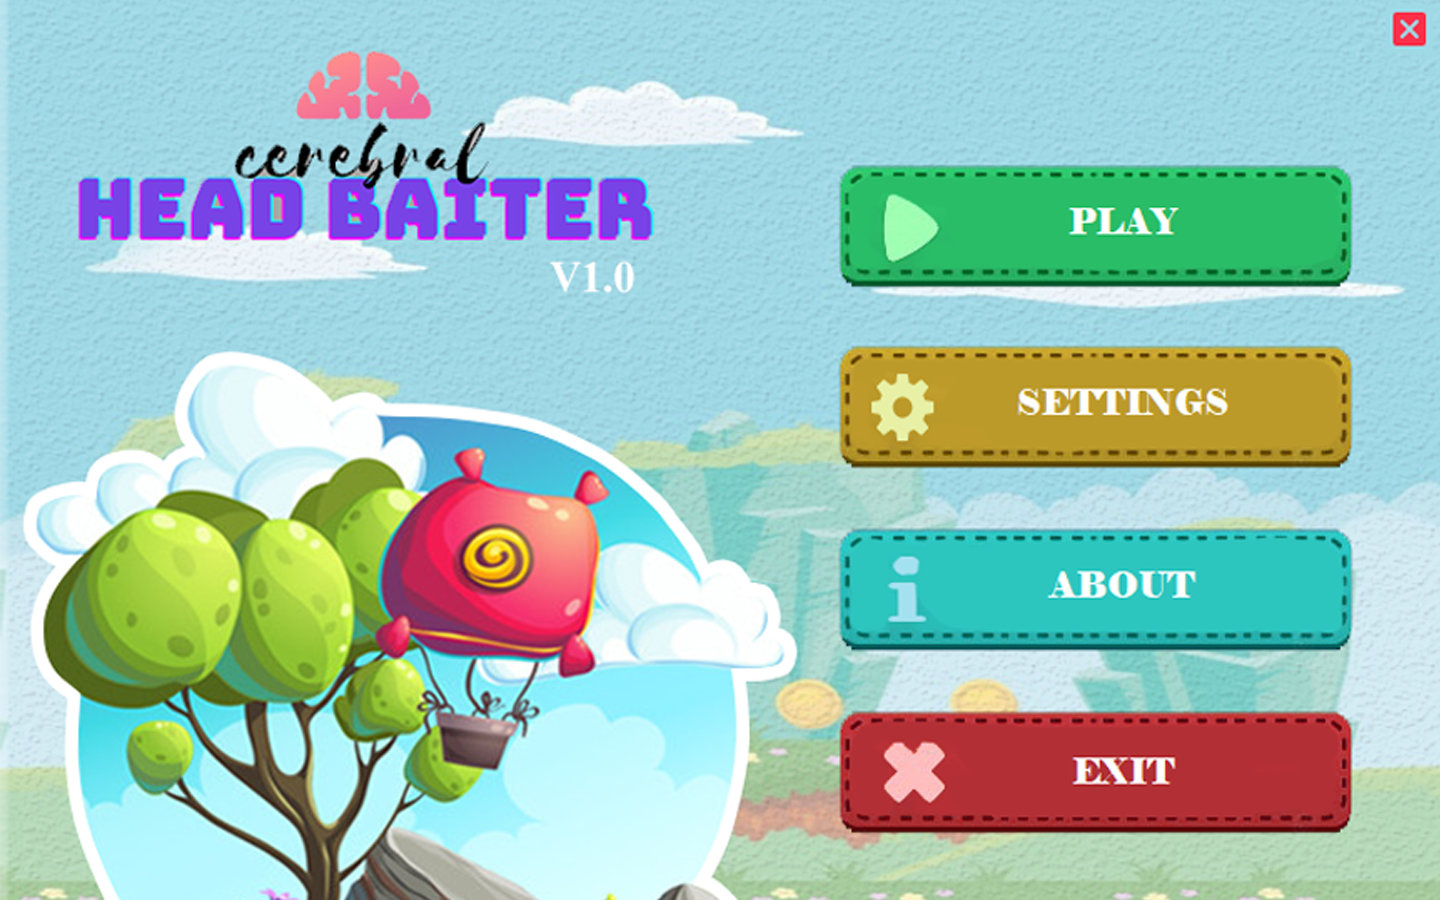 cerebral
HEAD BAITER
V1.0
PLAY
SETTINGS
ABOUT
EXIT